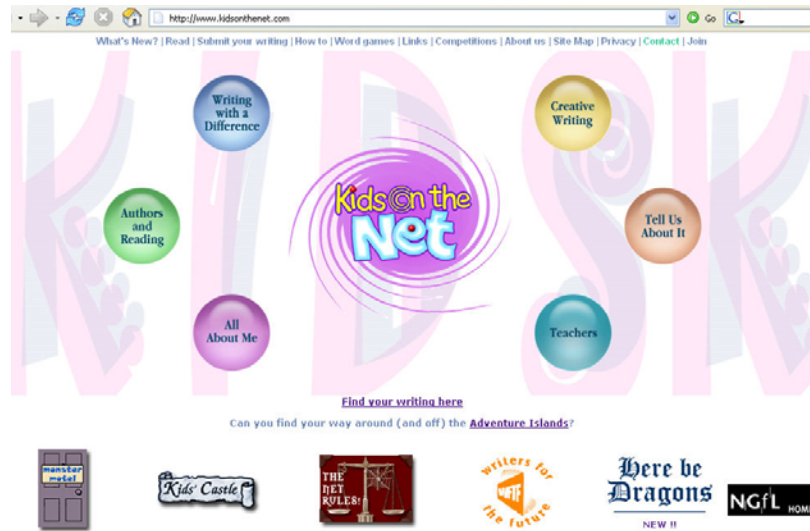 http://www.kidsonthenet.com
Go
What's New? | Read | Submit your writing | How to | Word games | Links | Competitions | About us | Site Map | Privacy | Contact | Join
KIDSK
Writing
with a
Difference
Creative
Writing
Authors
and
Reading
Kids on the
Net
Tell Us
About It
All
About Me
Teachers
Find your writing here
Can you find your way around (and off) the Adventure Islands?
monster
motel
Kids' Castle
THE
NET
RULES!
writers for
WFTF
the future
Here be
Dragons
NEW !!
NGfL HOME